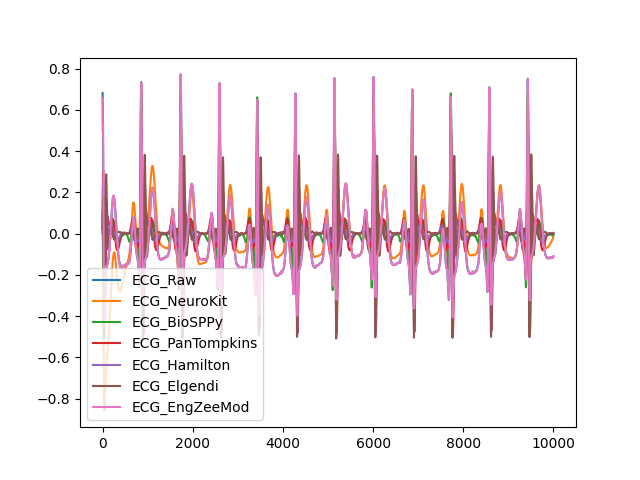 0.8
0.6
0.4
0.2
0.0
−0.2
−0.4
−0.6
−0.8
ECG_Raw
ECG_NeuroKit
ECG_BioSPPy
ECG_PanTompkins
ECG_Hamilton
ECG_Elgendi
ECG_EngZeeMod
0 2000 4000 6000 8000 10000